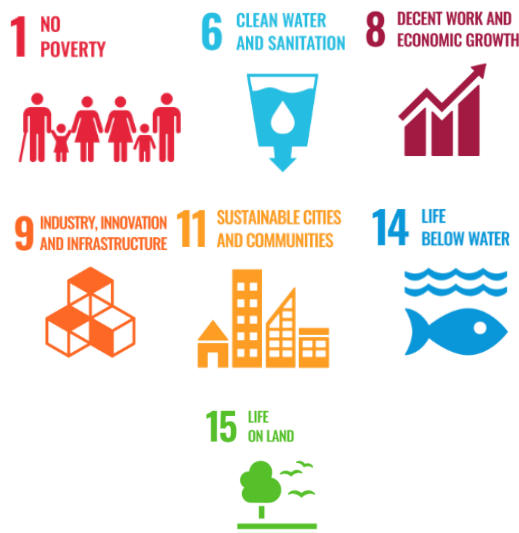 1 NO
POVERTY
6 CLEAN WATER
AND SANITATION
8 DECENT WORK AND
ECONOMIC GROWTH
9 INDUSTRY, INNOVATION
AND INFRASTRUCTURE
11 SUSTAINABLE CITIES
AND COMMUNITIES
14 LIFE
BELOW WATER
15 LIFE
ON LAND